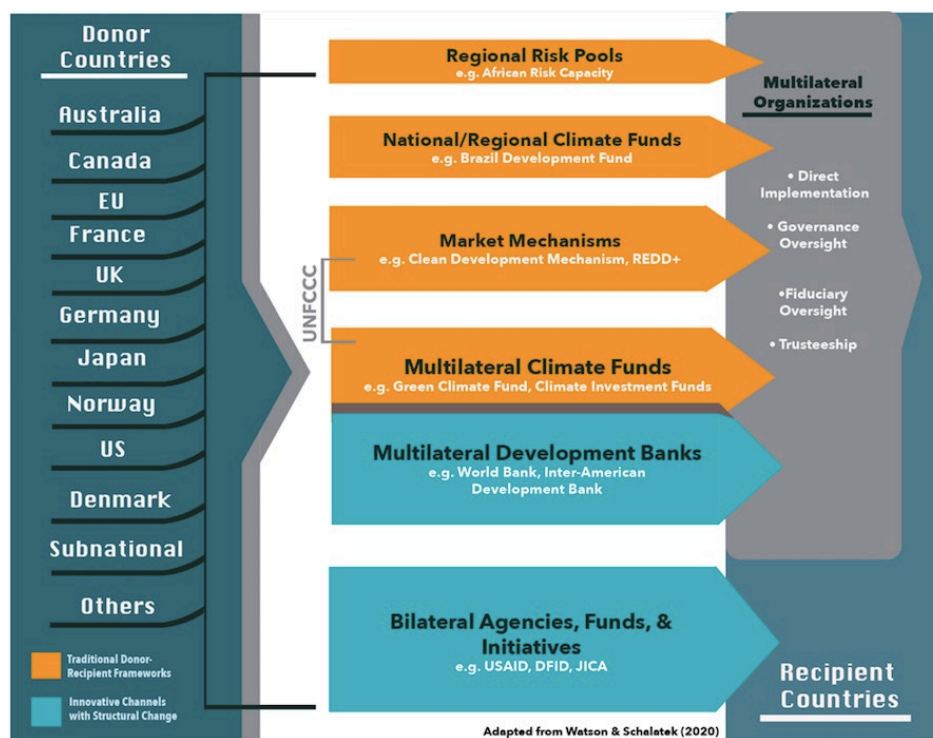 Donor
Countries
Australia
Canada
EU
France
UK
Germany
Japan
Norway
US
Denmark
Subnational
Others
Traditional Donor-
Recipient Frameworks
Innovative Channels
with Structural Change
UNFCCC
Regional Risk Pools
e.g. African Risk Capacity
National/Regional Climate Funds
e.g. Brazil Development Fund
Market Mechanisms
e.g. Clean Development Mechanism, REDD+
Multilateral Climate Funds
e.g. Green Climate Fund, Climate Investment Funds
Multilateral Development Banks
e.g. World Bank, Inter-American
Development Bank
Bilateral Agencies, Funds, &
Initiatives
e.g. USAID, DFID, JICA
Adapted from Watson & Schalatek (2020)
Multilateral
Organizations
• Direct
Implementation
• Governance
Oversight
•Fiduciary
Oversight
• Trusteeship
Recipient
Countries